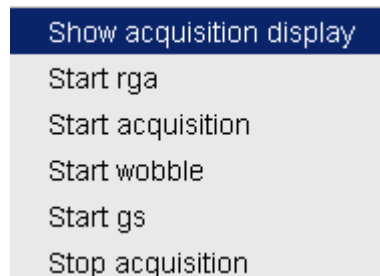 Show acquisition display
Start rga
Start acquisition
Start wobble
Start gs
Stop acquisition